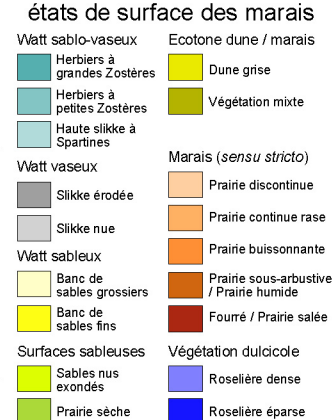 états de surface des marais
Watt sablo-vaseux
Herbiers à
grandes Zostères
Herbiers à
petites Zostères
Haute slikke à
Spartines
Watt vaseux
Slikke érodée
Slikke nue
Watt sableux
Banc de
sables grossiers
Banc de
sables fins
Surfaces sableuses
Sables nus
exondés
Prairie sèche
Ecotone dune / marais
Dune grise
Végétation mixte
Marais (sensu stricto)
Prairie discontinue
Prairie continue rase
Prairie buissonnante
Prairie sous-arbustive
/ Prairie humide
Fourré / Prairie salée
Végétation dulcicole
Roselière dense
Roselière éparse